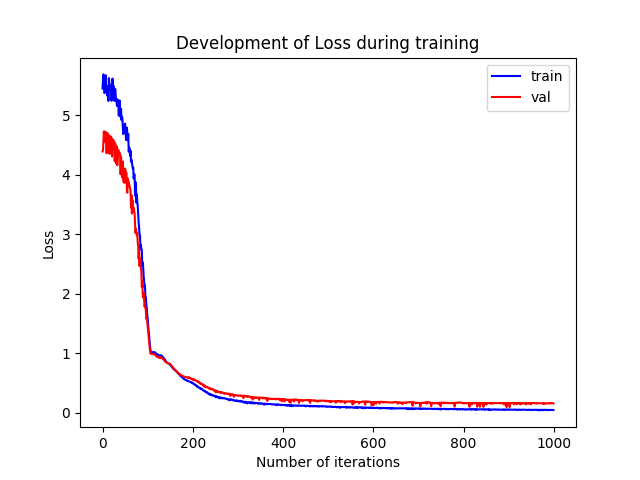 Development of Loss during training
train
val
Loss
5
4
3
2
1
0
0
200
400
600
800
1000
Number of iterations